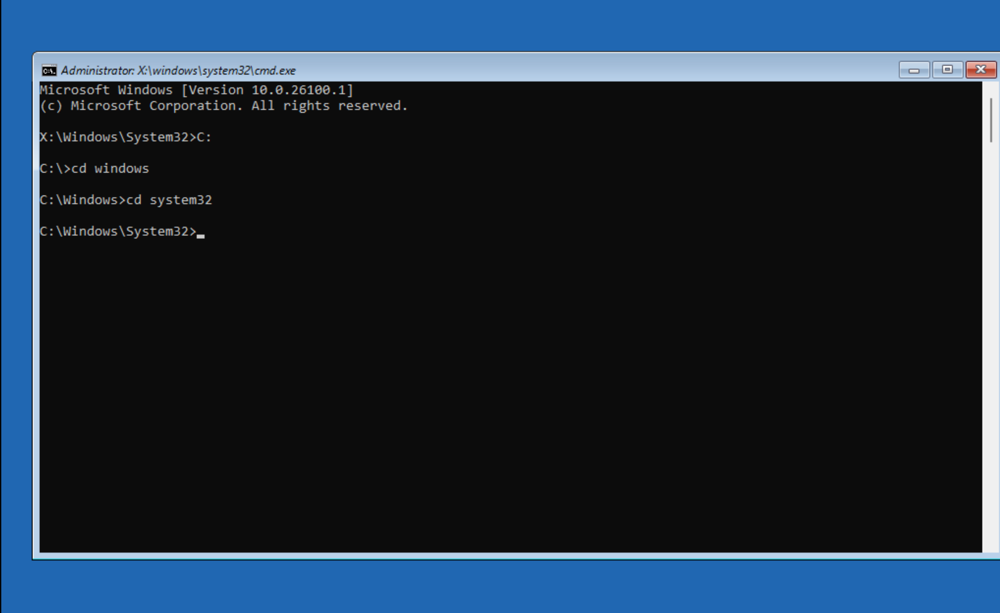 Administrator: X:\windows\system32\cmd.exe
Microsoft Windows [Version 10.0.26100.1]
(c) Microsoft Corporation. All rights reserved.
X:\Windows\System32>C:
C:\>cd windows
C:\Windows>cd system32
C:\Windows\System32>